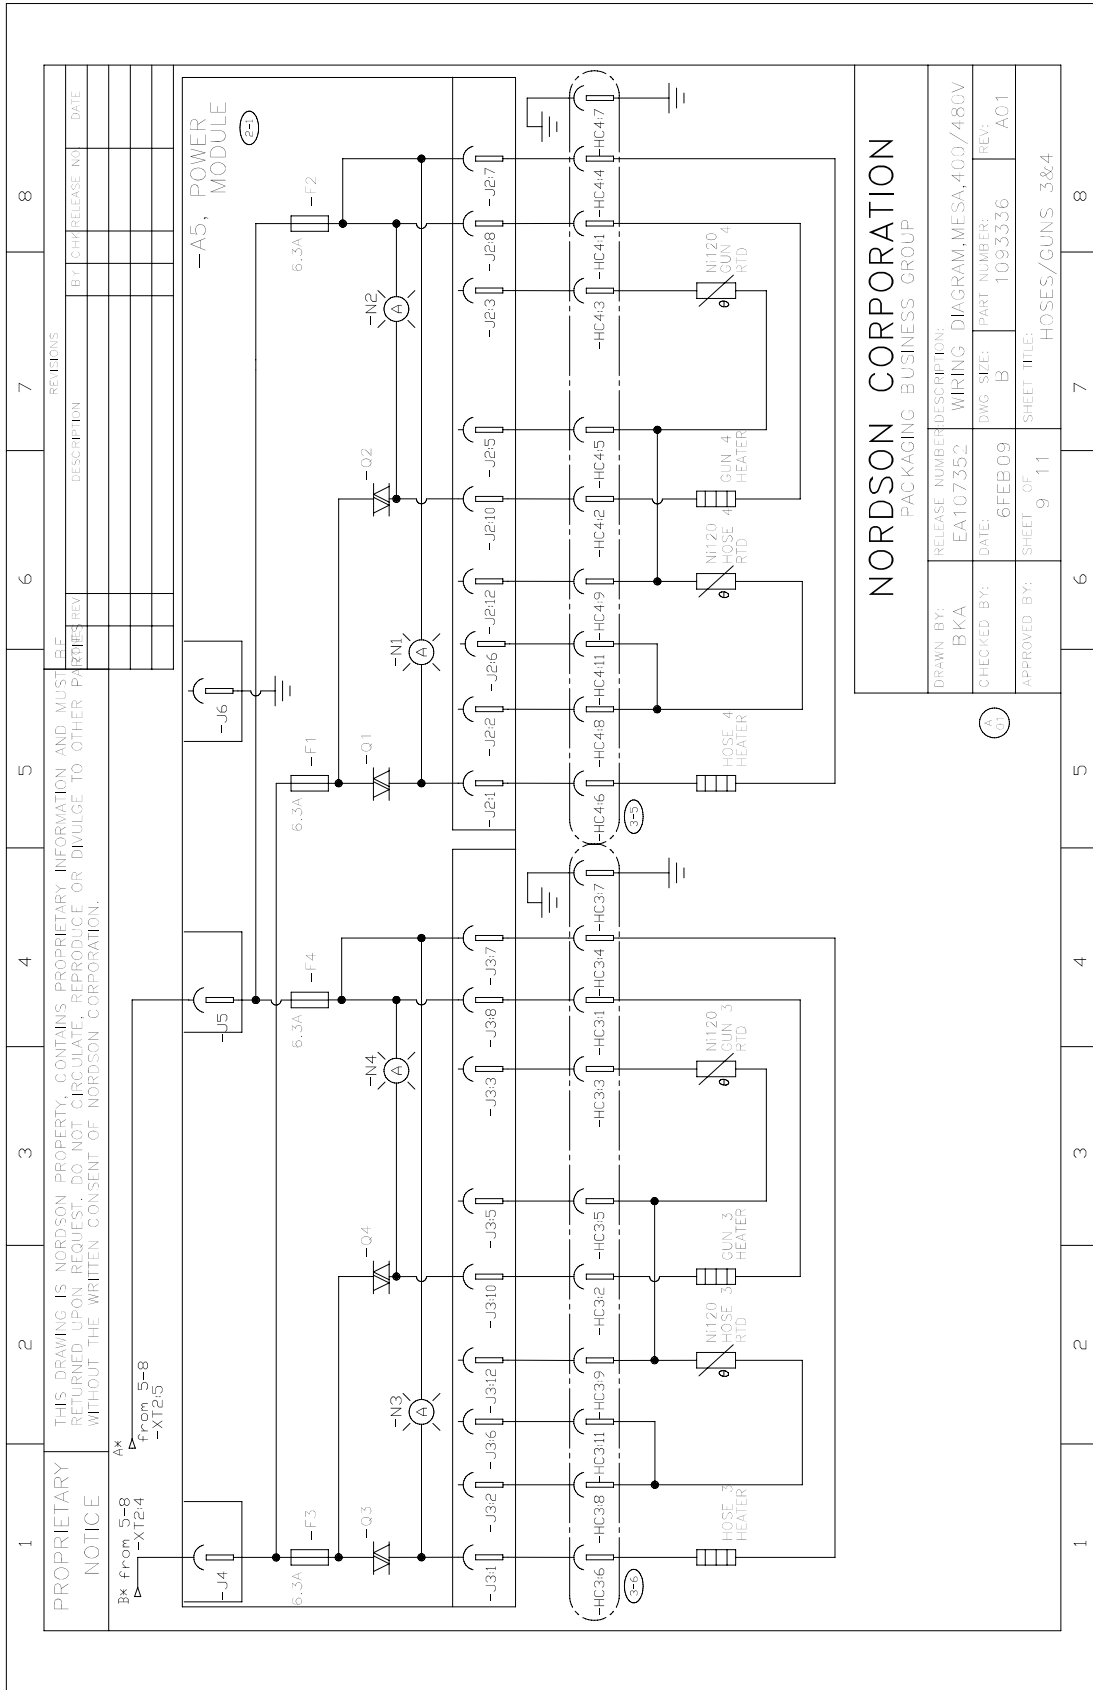 1
2
3
4
5
6
7
8
PROPRIETARY
NOTICE
THIS DRAWING IS NORDSON PROPERTY, CONTAINS PROPRIETARY INFORMATION AND MUST BE
RETURNED UPON REQUEST. DO NOT CIRCULATE, REPRODUCE OR DIVULGE TO OTHER PARTIES
WITHOUT THE WRITTEN CONSENT OF NORDSON CORPORATION.
REVISIONS
REV
DESCRIPTION
BY
CHK
RELEASE NO.
DATE
B* from 5-8
-XT2:4
A*
from 5-8
-XT2:5
-A5, POWER
MODULE
2-1
-J4
-J5
-J6
6.3A
-F3
6.3A
-F4
6.3A
-F1
6.3A
-F2
-Q3
-Q4
-Q1
-Q2
-N3
A
-N4
A
-N1
A
-N2
A
-J3:1
-J3:2
-J3:6
-J3:12
-J3:10
-J3:5
-J3:3
-J3:8
-J3:7
-J2:1
-J2:2
-J2:6
-J2:12
-J2:10
-J2:5
-J2:3
-J2:8
-J2:7
-HC3:6
-HC3:8
-HC3:11
-HC3:9
-HC3:2
-HC3:5
-HC3:3
-HC3:1
-HC3:4
-HC3:7
-HC4:6
-HC4:8
-HC4:11
-HC4:9
-HC4:2
-HC4:5
-HC4:3
-HC4:1
-HC4:4
-HC4:7
3-6
3-5
HOSE 3
HEATER
Ni120
HOSE 3
RTD
θ
GUN 3
HEATER
Ni120
GUN 3
RTD
θ
HOSE 4
HEATER
Ni120
HOSE 4
RTD
θ
GUN 4
HEATER
Ni120
GUN 4
RTD
θ
A
01
NORDSON CORPORATION
PACKAGING BUSINESS GROUP
DRAWN BY:
BKA
RELEASE NUMBER:
EA107352
DESCRIPTION:
WIRING DIAGRAM,MESA,400/480V
CHECKED BY:
DATE:
6FEB09
DWG SIZE:
B
PART NUMBER:
1093336
REV:
A01
APPROVED BY:
SHEET OF
9 11
SHEET TITLE:
HOSES/GUNS 3&4
1
2
3
4
5
6
7
8